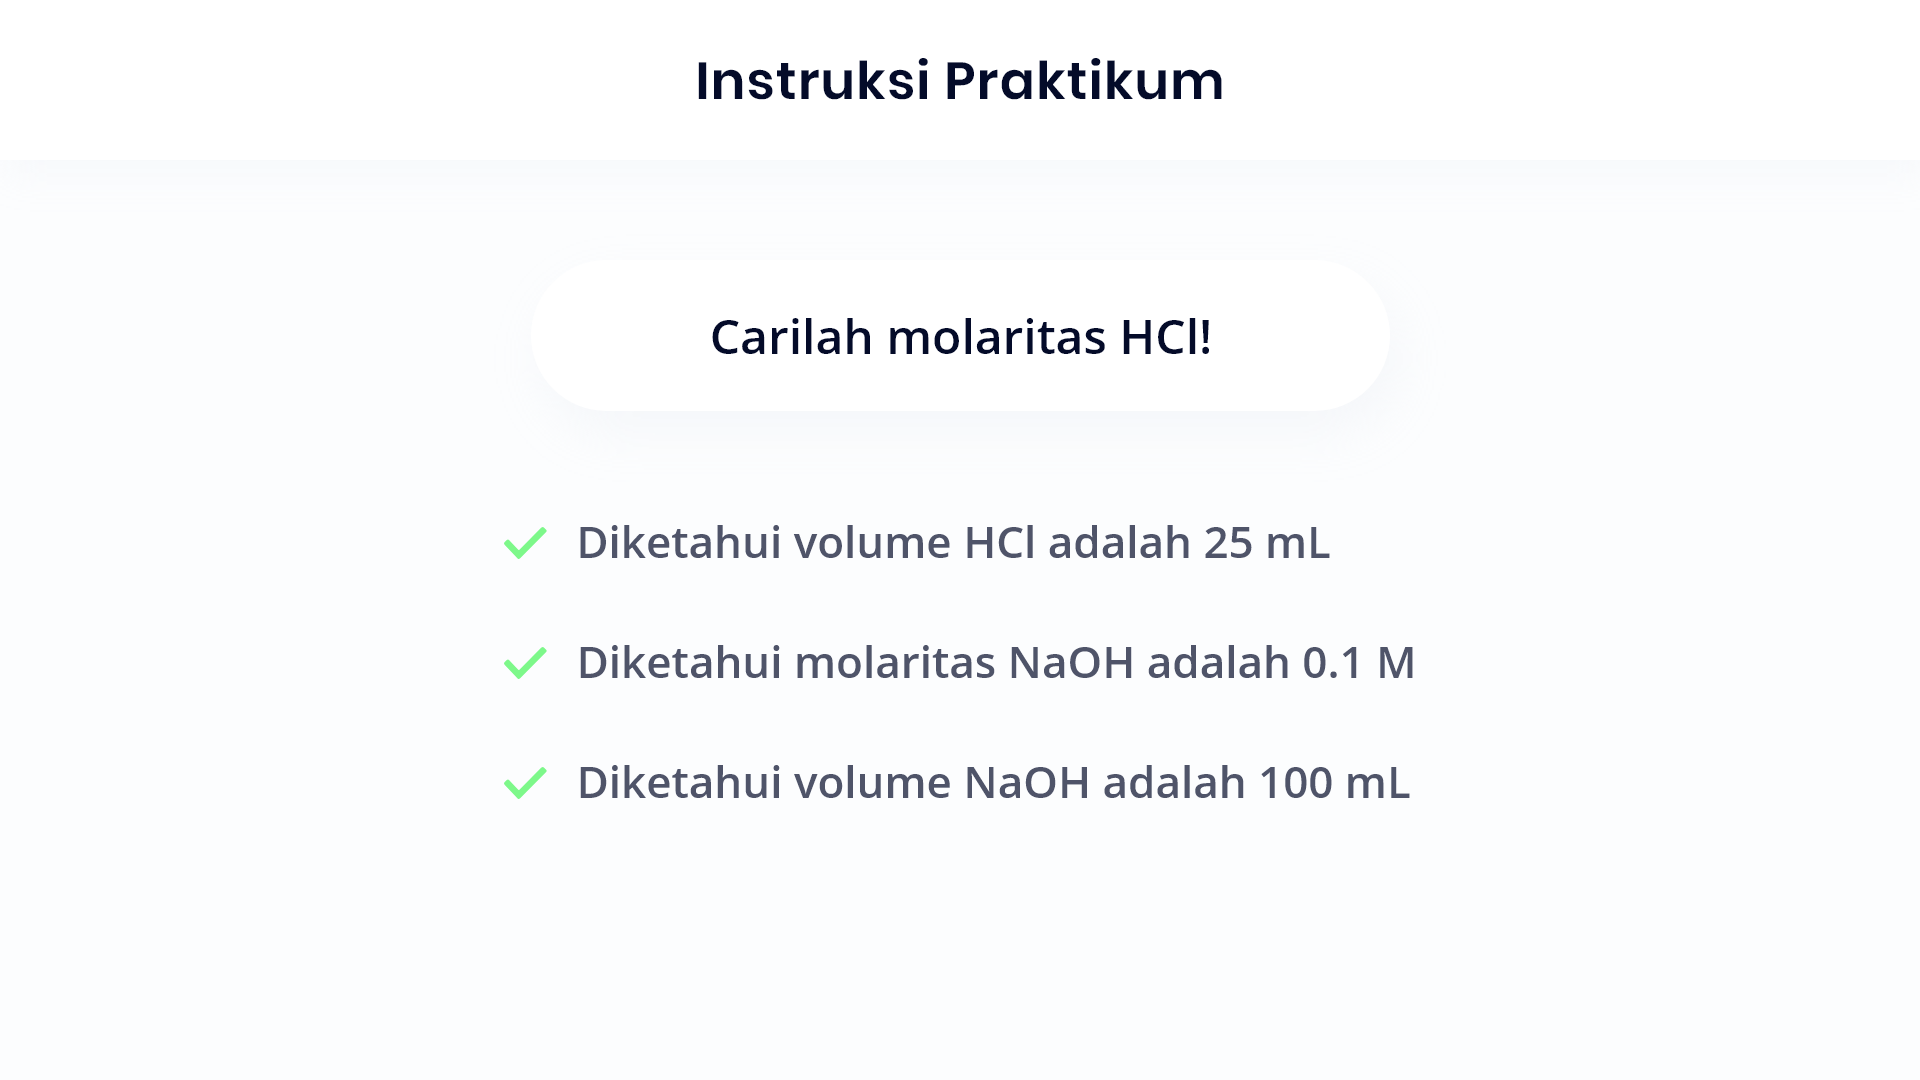 Instruksi Praktikum
Carilah molaritas HCl!
Diketahui volume HCl adalah 25 mL
Diketahui molaritas NaOH adalah 0.1 M
Diketahui volume NaOH adalah 100 mL